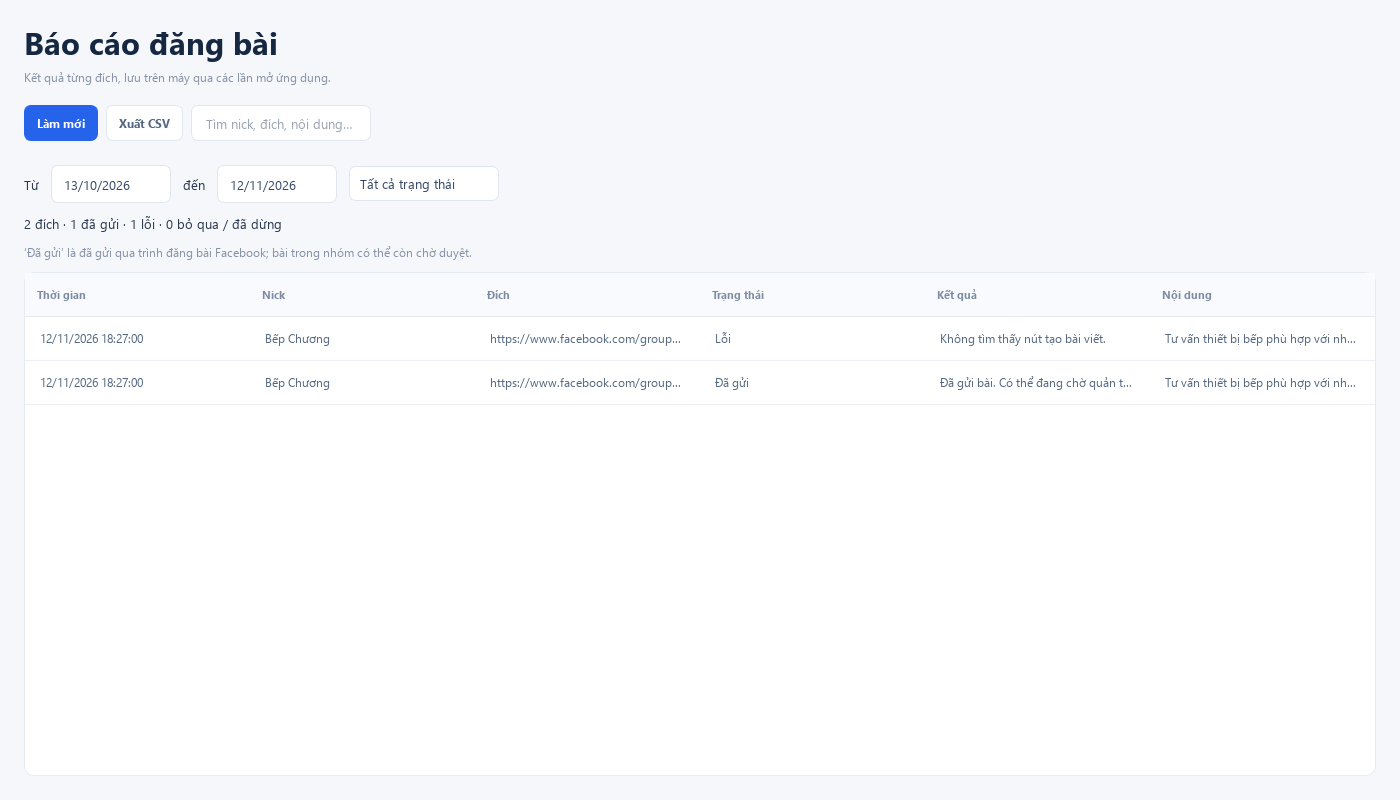 Báo cáo đăng bài
Kết quả từng đích, lưu trên máy qua các lần mở ứng dụng.
Làm mới Xuất CSV Tìm nick, đích, nội dung...
Từ 13/10/2026 đến 12/11/2026 Tất cả trạng thái
2 đích · 1 đã gửi · 1 lỗi · 0 bỏ qua / đã dừng
'Đã gửi' là đã gửi qua trình đăng bài Facebook; bài trong nhóm có thể còn chờ duyệt.
Thời gian Nick Đích Trạng thái Kết quả Nội dung
12/11/2026 18:27:00 Bếp Chương https://www.facebook.com/group... Lỗi Không tìm thấy nút tạo bài viết. Tư vấn thiết bị bếp phù hợp với nh...
12/11/2026 18:27:00 Bếp Chương https://www.facebook.com/group... Đã gửi Đã gửi bài. Có thể đang chờ quản t... Tư vấn thiết bị bếp phù hợp với nh...